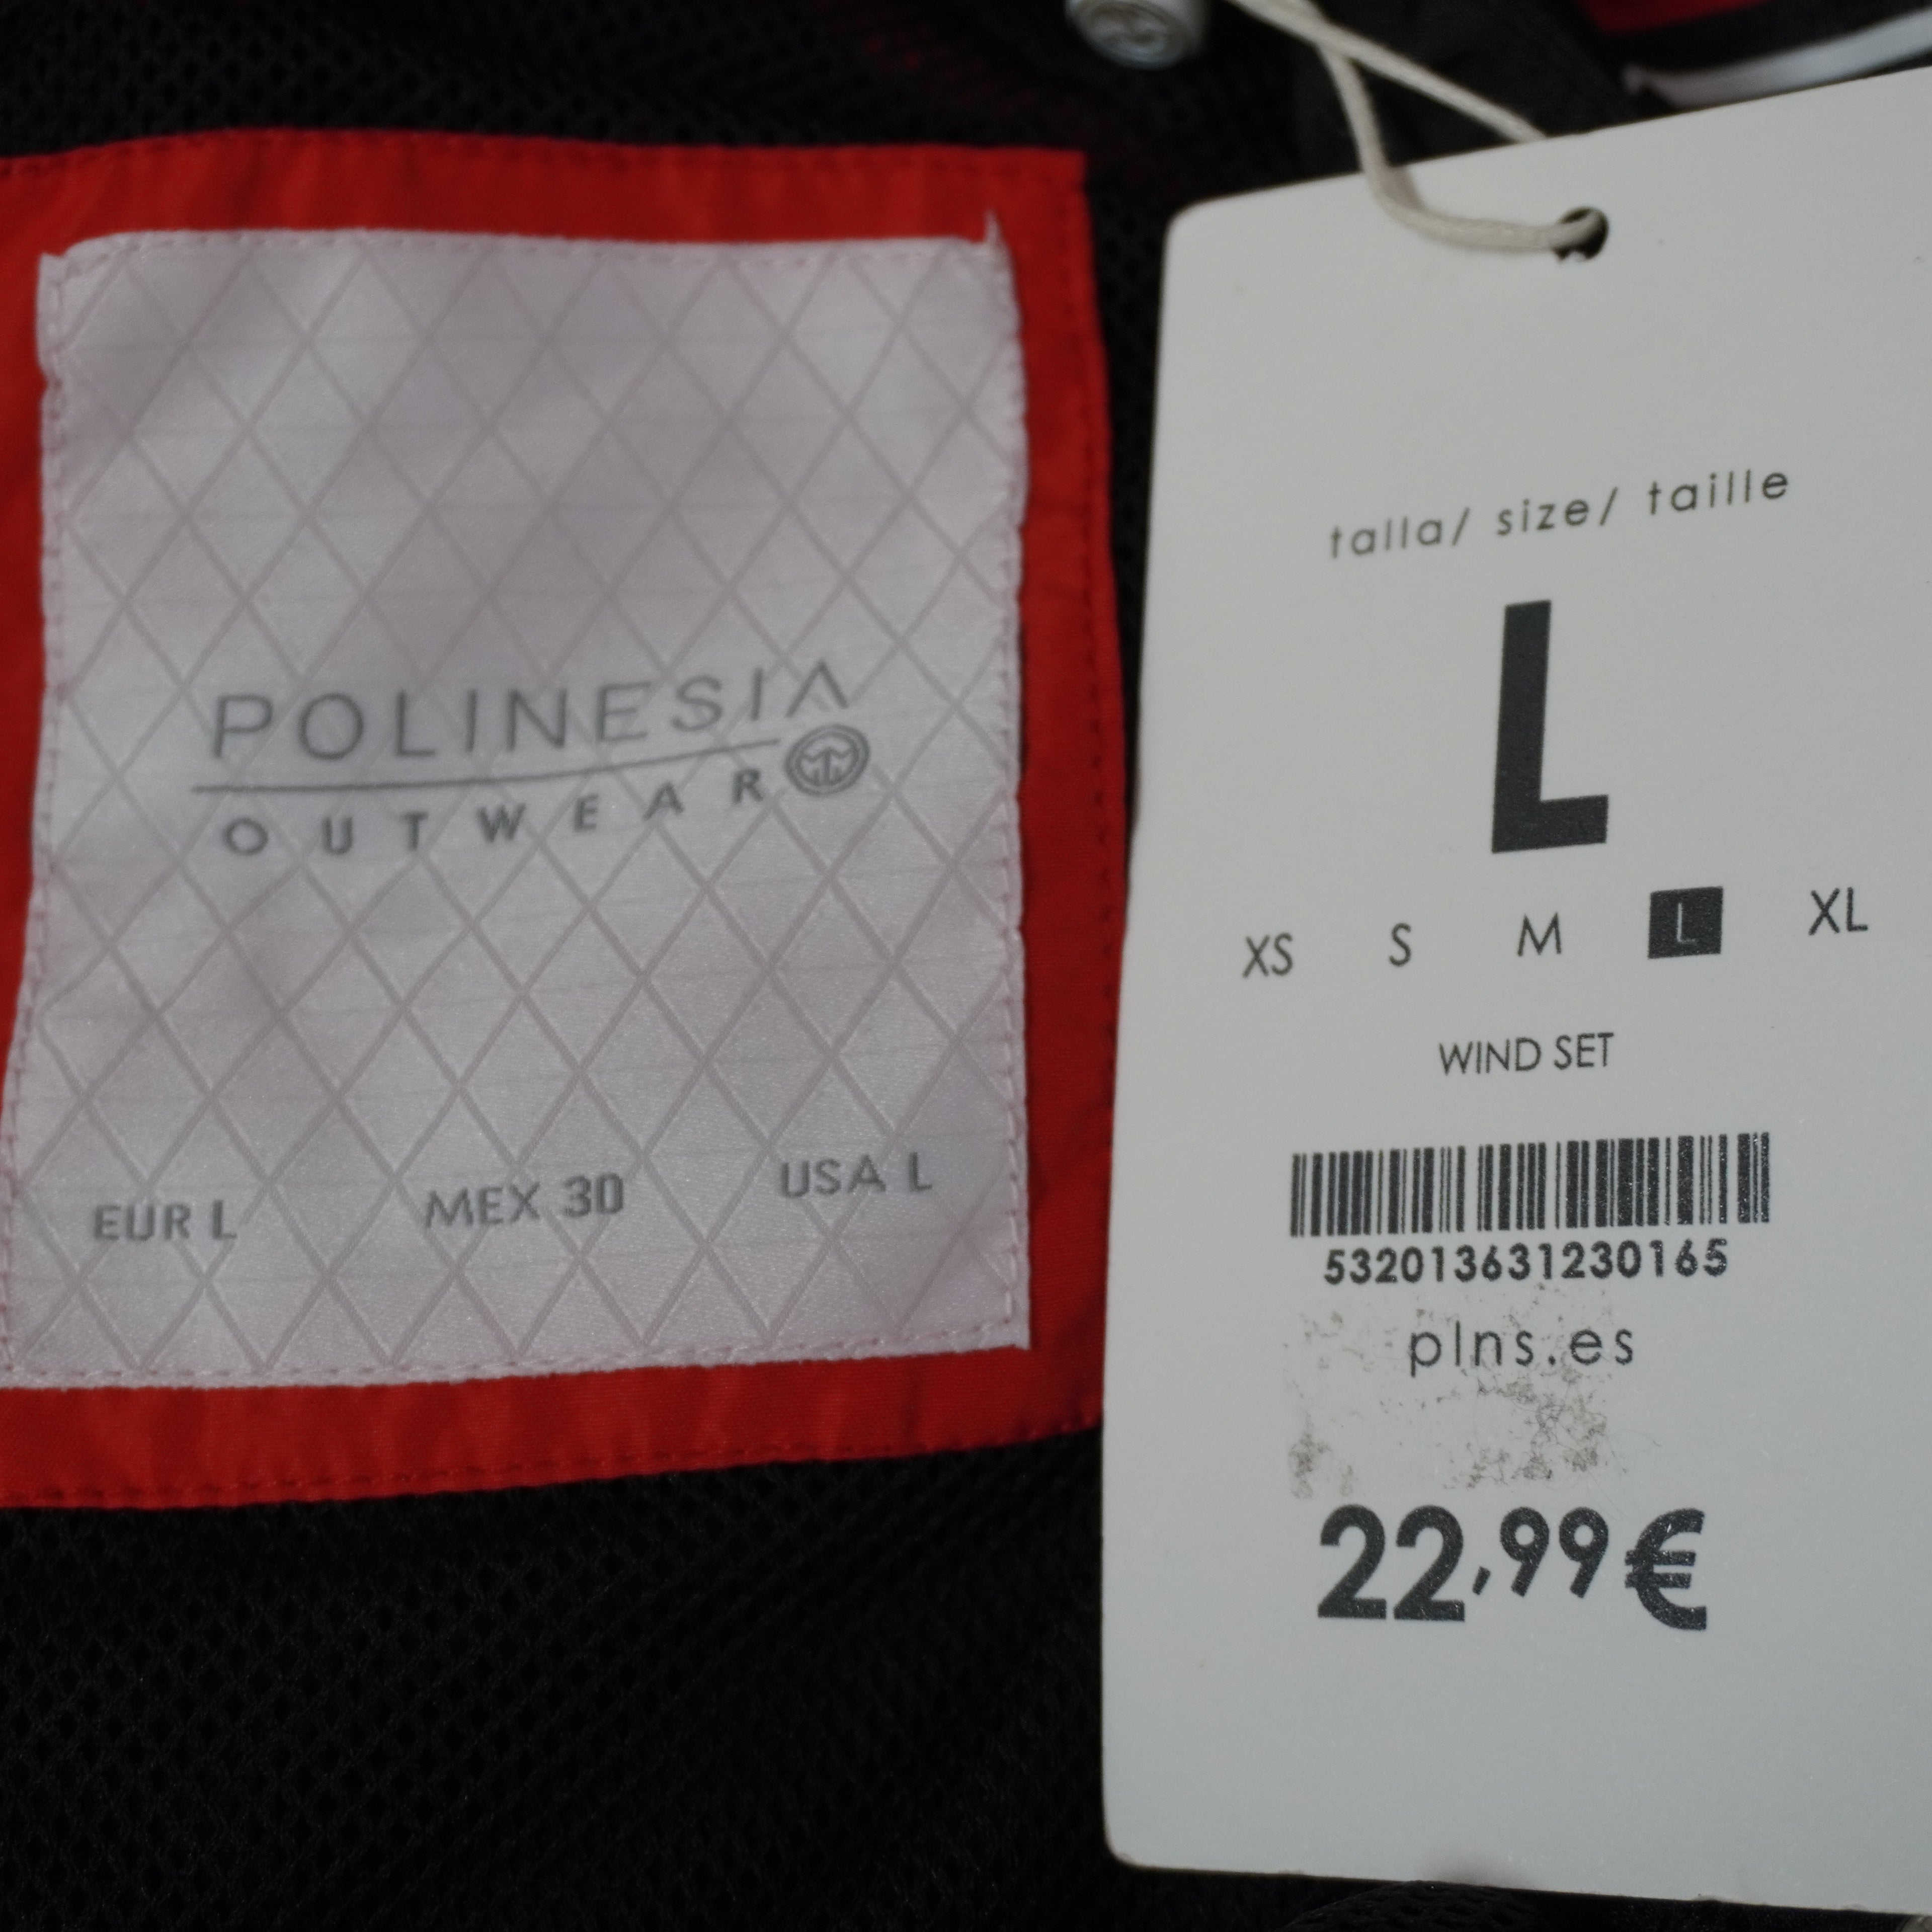 POLINESIA
OUTWEAR
EUR L MEX 30 USA L
talla/ size/ taille
L
XS S M L XL
WIND SET
532013631230165
plns.es
22,99€